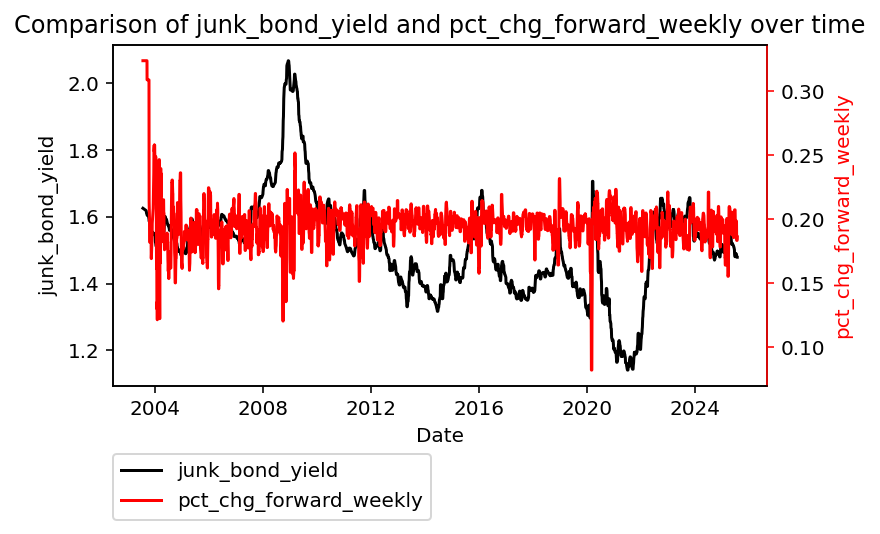 Comparison of junk_bond_yield and pct_chg_forward_weekly over time
junk_bond_yield
2.0
1.8
1.6
1.4
1.2
0.30
0.25
0.20
0.15
0.10
pct_chg_forward_weekly
2004 2008 2012 2016 2020 2024
Date
junk_bond_yield
pct_chg_forward_weekly